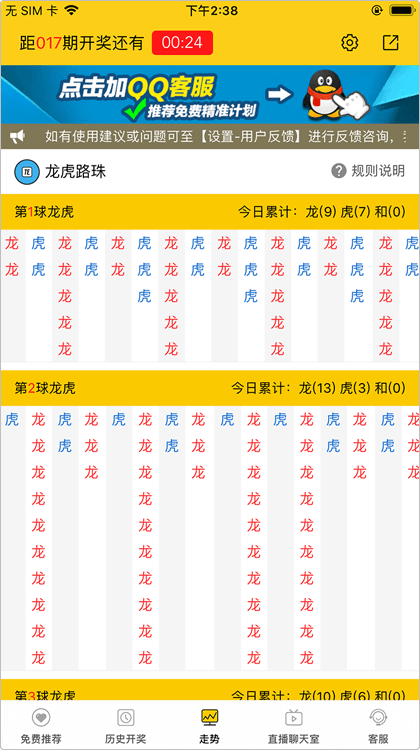 无 SIM 卡 下午2:38
距017期开奖还有 00:24
点击加QQ客服
推荐免费精准计划
如有使用建议或问题可至【设置-用户反馈】进行反馈咨询,
龙虎路珠 ? 规则说明
第1球龙虎 今日累计：龙(9) 虎(7) 和(0)
龙 虎 龙 虎 龙 虎 龙 虎 龙 虎 龙 虎 龙 虎 龙 虎
龙 虎 龙 虎 虎 龙 虎 虎 龙 虎 虎 龙 虎
龙 虎 龙 虎 龙 虎 龙
龙 龙 龙 龙
龙 龙 龙 龙
第2球龙虎 今日累计：龙(13) 虎(3) 和(0)
虎 龙 虎 龙 虎 龙 虎 龙 虎 龙 虎 龙 虎 龙 虎 龙
龙 虎 龙 龙 虎 龙 龙 龙 虎 龙 虎 龙
龙 龙 龙 龙 龙 龙 龙 龙
龙 龙 龙 龙
龙 龙 龙 龙
龙 龙 龙 龙
龙 龙 龙 龙
龙 龙 龙 龙
龙 龙 龙 龙
龙 龙 龙 龙
第3球龙虎 今日累计：龙(10) 虎(6) 和(0)
免费推荐 历史开奖 走势 直播聊天室 客服